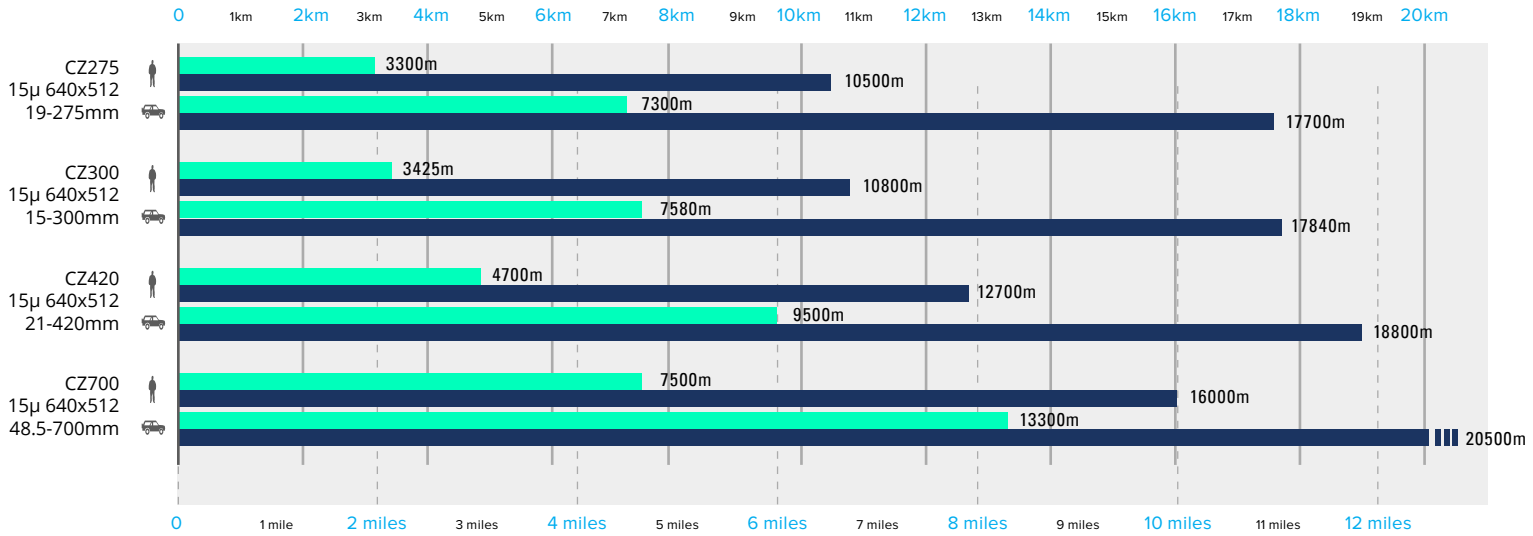 0 1km 2km 3km 4km 5km 6km 7km 8km 9km 10km 11km 12km 13km 14km 15km 16km 17km 18km 19km 20km
CZ275
15µ 640x512
19-275mm
3300m
10500m
7300m
17700m
CZ300
15µ 640x512
15-300mm
3425m
10800m
7580m
17840m
CZ420
15µ 640x512
21-420mm
4700m
12700m
9500m
18800m
CZ700
15µ 640x512
48.5-700mm
7500m
16000m
13300m
20500m
0 1 mile 2 miles 3 miles 4 miles 5 miles 6 miles 7 miles 8 miles 9 miles 10 miles 11 miles 12 miles